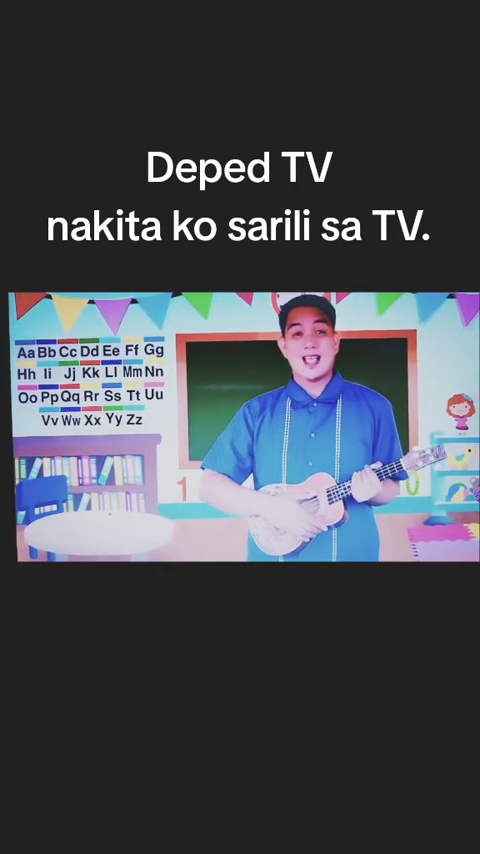 Deped TV
nakita ko sarili sa TV.
Aa Bb Cc Dd Ee Ff Gg
Hh Ii Jj Kk Ll Mm Nn
Oo Pp Qq Rr Ss Tt Uu
Vv Ww Xx Yy Zz
1